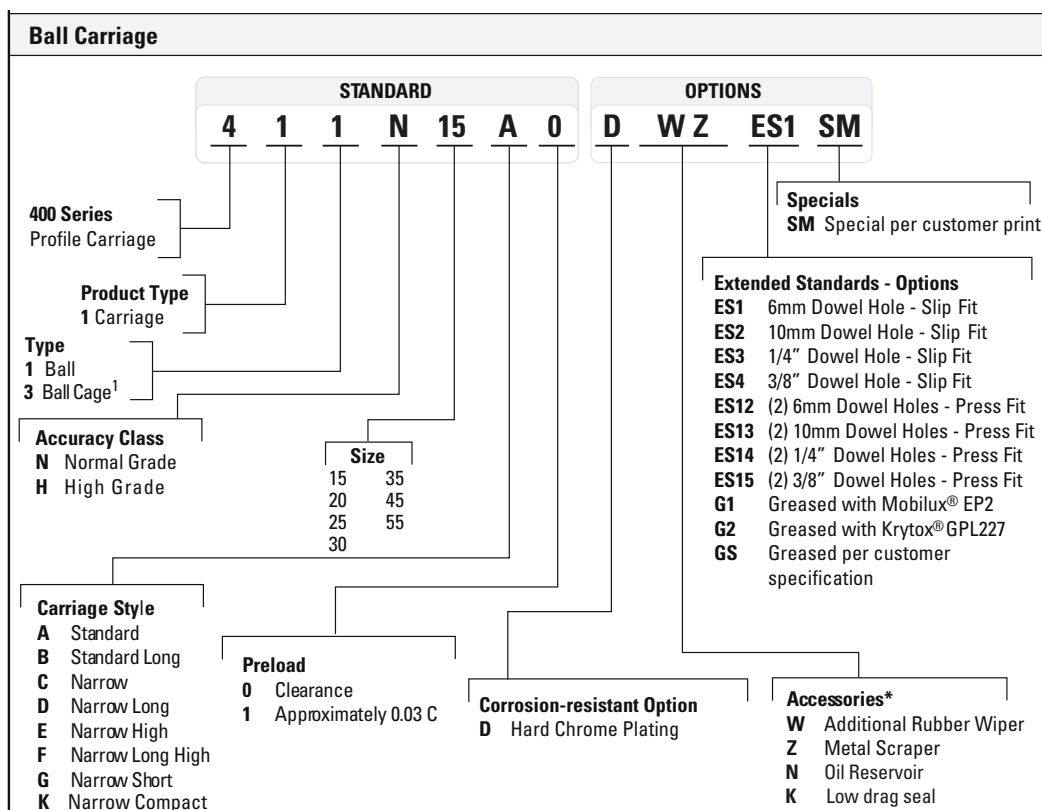 Ball Carriage
STANDARD
OPTIONS
4 1 1 N 15 A 0 D W Z ES1 SM
400 Series
Profile Carriage
Product Type
1 Carriage
Type
1 Ball
3 Ball Cage1
Accuracy Class
N Normal Grade
H High Grade
Size
15 35
20 45
25 55
30
Carriage Style
A Standard
B Standard Long
C Narrow
D Narrow Long
E Narrow High
F Narrow Long High
G Narrow Short
K Narrow Compact
Preload
0 Clearance
1 Approximately 0.03 C
Corrosion-resistant Option
D Hard Chrome Plating
Accessories*
W Additional Rubber Wiper
Z Metal Scraper
N Oil Reservoir
K Low drag seal
Extended Standards - Options
ES1 6mm Dowel Hole - Slip Fit
ES2 10mm Dowel Hole - Slip Fit
ES3 1/4” Dowel Hole - Slip Fit
ES4 3/8” Dowel Hole - Slip Fit
ES12 (2) 6mm Dowel Holes - Press Fit
ES13 (2) 10mm Dowel Holes - Press Fit
ES14 (2) 1/4” Dowel Holes - Press Fit
ES15 (2) 3/8” Dowel Holes - Press Fit
G1 Greased with Mobilux® EP2
G2 Greased with Krytox® GPL227
GS Greased per customer
specification
Specials
SM Special per customer print